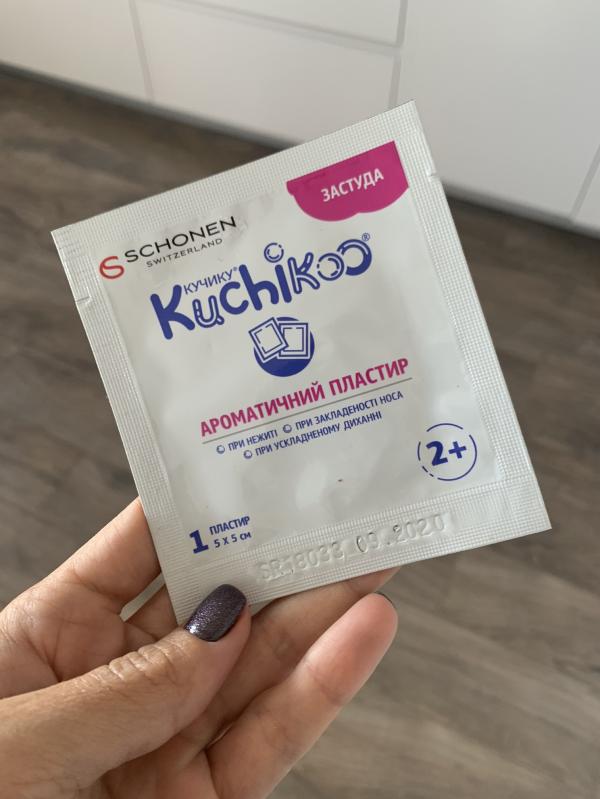 ЗАСТУДА
SCHONEN
SWITZERLAND
КУЧИКУ®
Kuchikoo®
АРОМАТИЧНИЙ ПЛАСТИР
ПРИ НЕЖИТІ ПРИ ЗАКЛАДЕНОСТІ НОСА
ПРИ УСКЛАДНЕНОМУ ДИХАННІ
2+
1 ПЛАСТИР
5 X 5 СМ
SR18033 09.2020